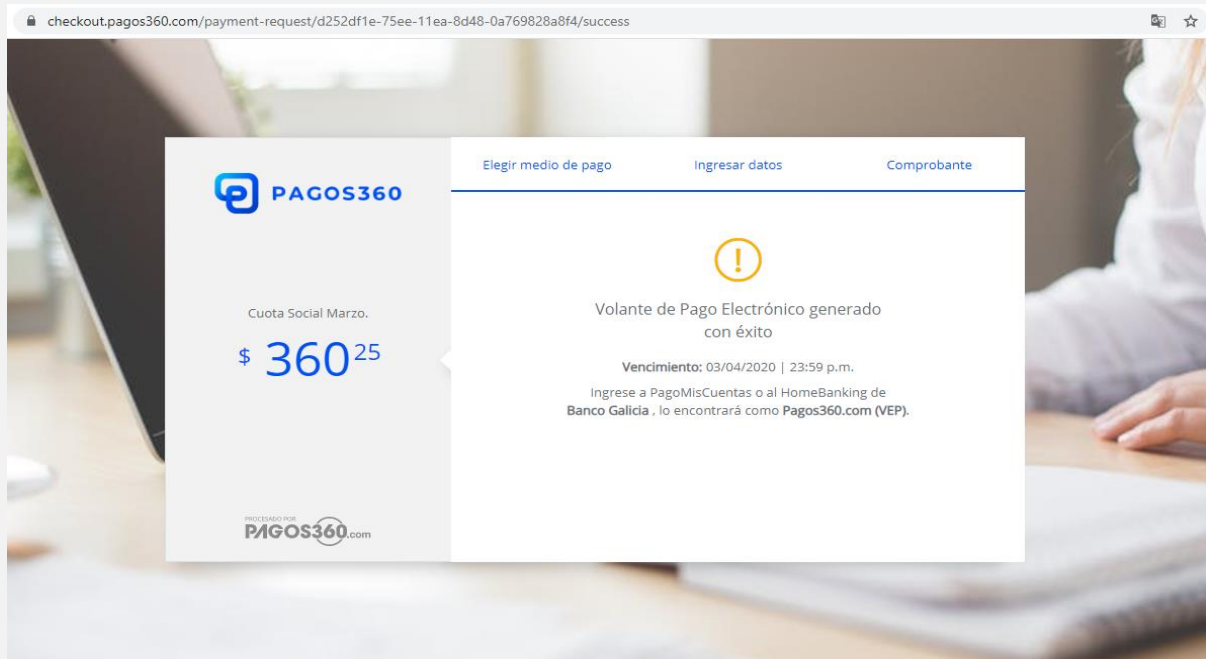 checkout.pagos360.com/payment-request/d252df1e-75ee-11ea-8d48-0a769828a8f4/success
PAGOS360
Cuota Social Marzo.
$ 360 25
PROCESADO POR
PAGOS360.com
Elegir medio de pago Ingresar datos Comprobante
Volante de Pago Electrónico generado
con éxito
Vencimiento: 03/04/2020 | 23:59 p.m.
Ingrese a PagoMisCuentas o al HomeBanking de
Banco Galicia , lo encontrará como Pagos360.com (VEP).